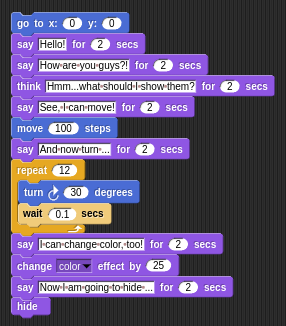 go to x: 0 y: 0
say Hello! for 2 secs
say How are you guys?! for 2 secs
think Hmm...what should I show them? for 2 secs
say See, I can move! for 2 secs
move 100 steps
say And now turn... for 2 secs
repeat 12
turn 30 degrees
wait 0.1 secs
say I can change color, too! for 2 secs
change color effect by 25
say Now I am going to hide... for 2 secs
hide